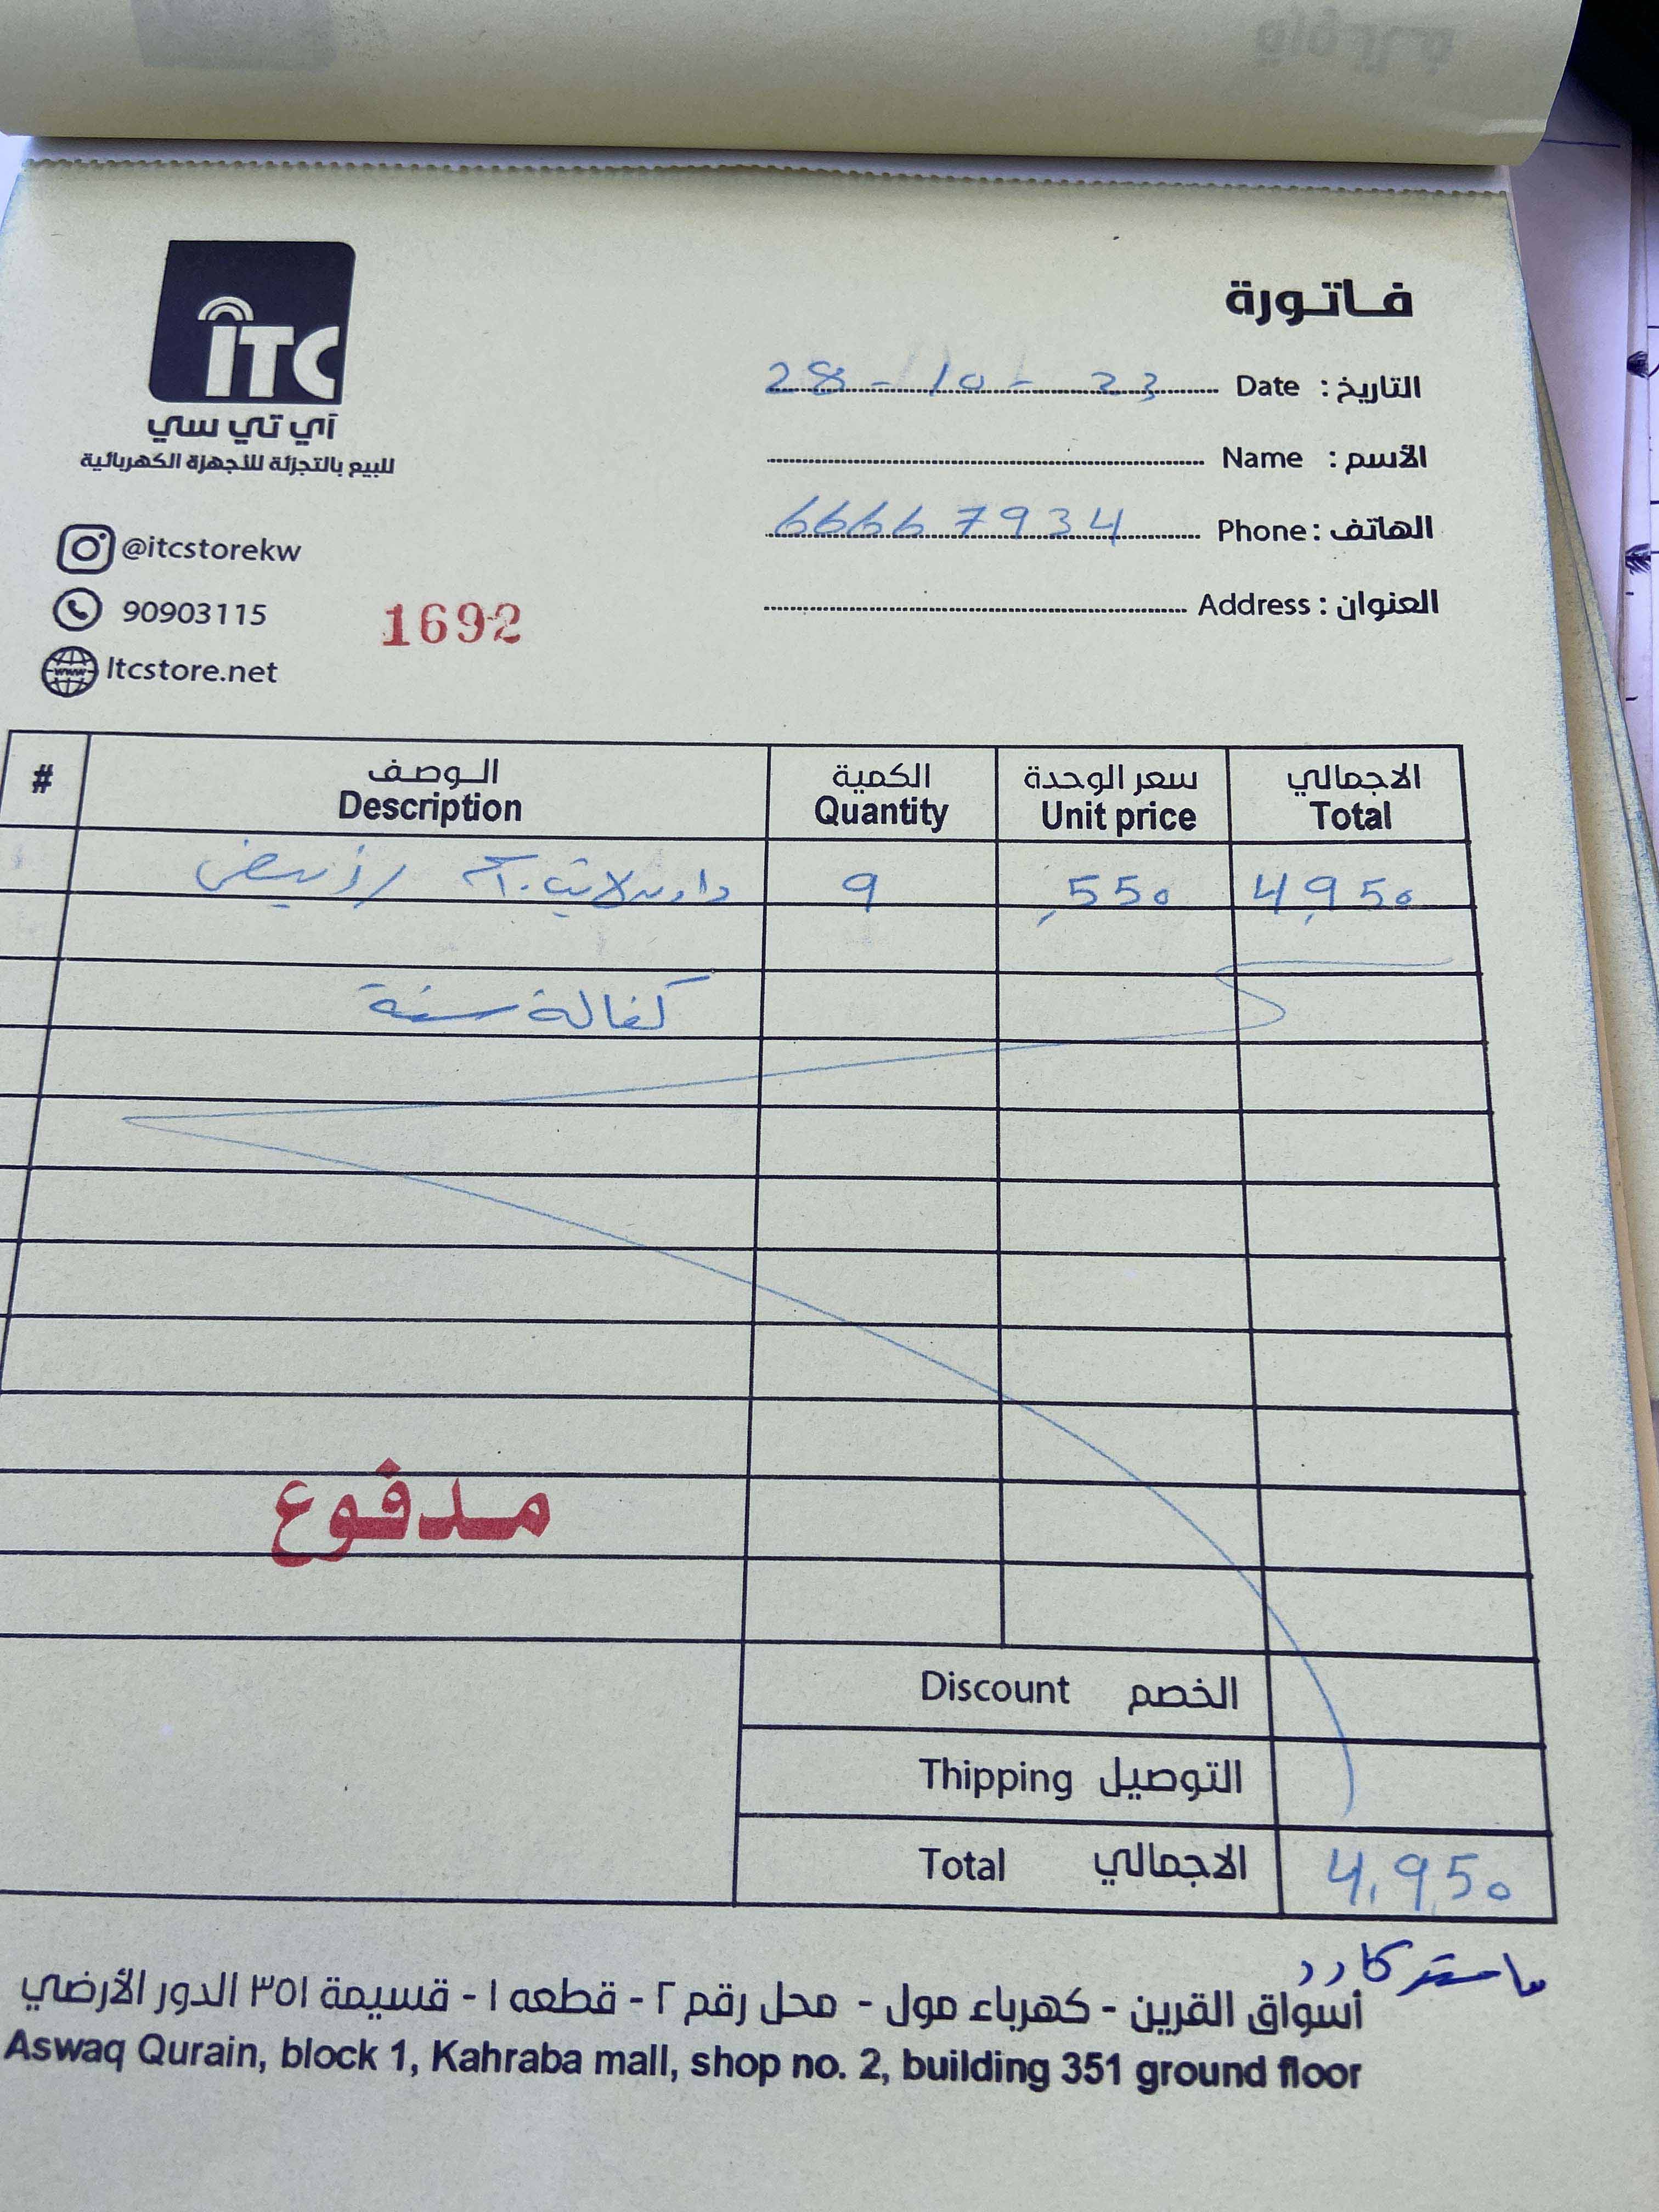 فاتورة
ITC
آي تي سي
للبيع بالتجزئة للأجهزة الكهربائية
التاريخ : Date 28-10-23
الأسم : Name
الهاتف : Phone 66667934
العنوان : Address
@itcstorekw
90903115
Itcstore.net
1692
# الوصف الكمية سعر الوحدة الاجمالي
Description Quantity Unit price Total
داون لايت 9 ,550 4,950
كفالة سنة
مدفوع
Discount الخصم
Thipping التوصيل
Total الاجمالي 4,950
ماستر كارد
أسواق القرين - كهرباء مول - محل رقم ٢ - قطعه ١ - قسيمة ٣٥١ الدور الأرضي
Aswaq Qurain, block 1, Kahraba mall, shop no. 2, building 351 ground floor